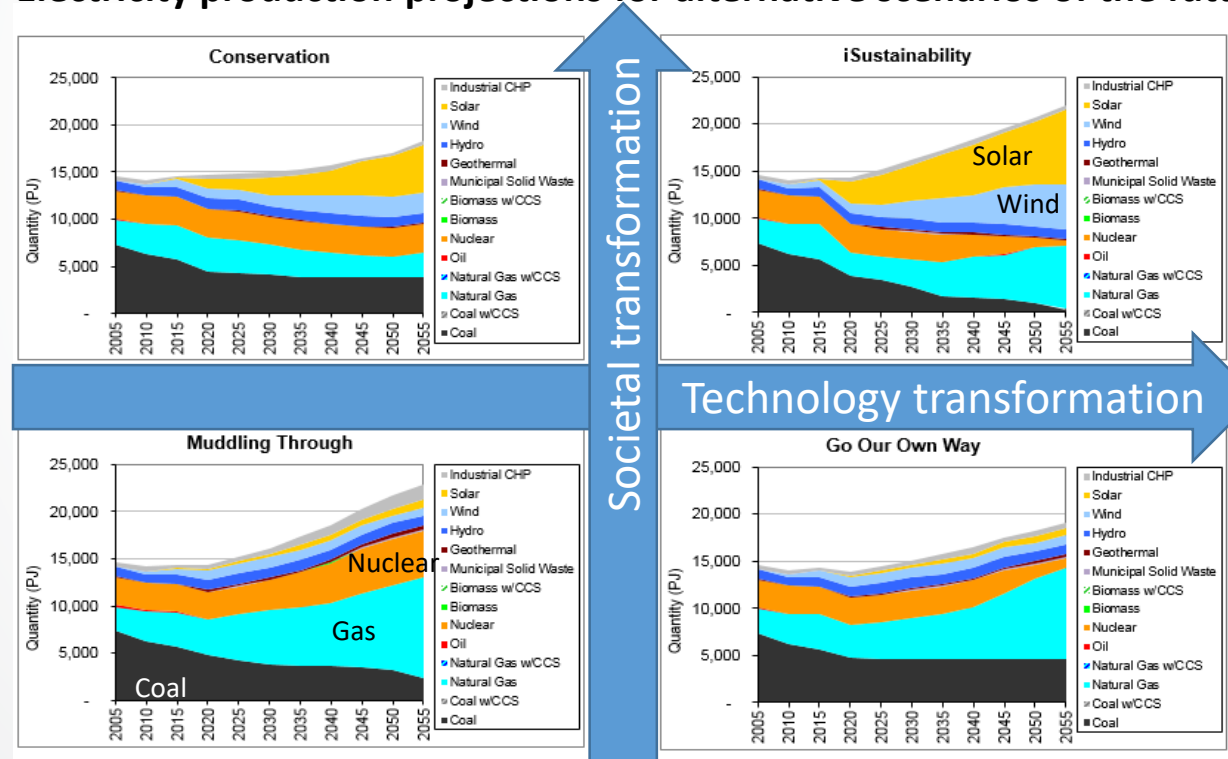 Electricity production projections for alternative scenarios of the
Conservation
25,000
20,000
15,000
10,000
5,000
-
Quantity (PJ)
2005 2010 2015 2020 2025 2030 2035 2040 2045 2050 2055
Industrial CHP
Solar
Wind
Hydro
Geothermal
Municipal Solid Waste
Biomass w/CCS
Biomass
Nuclear
Oil
Natural Gas w/CCS
Natural Gas
Coal w/CCS
Coal
Societal transformation
iSustainability
25,000
20,000
15,000
10,000
5,000
-
Quantity (PJ)
Solar
Wind
2005 2010 2015 2020 2025 2030 2035 2040 2045 2050 2055
Industrial CHP
Solar
Wind
Hydro
Geothermal
Municipal Solid Waste
Biomass w/CCS
Biomass
Nuclear
Oil
Natural Gas w/CCS
Natural Gas
Coal w/CCS
Coal
Technology transformation
Muddling Through
25,000
20,000
15,000
10,000
5,000
-
Quantity (PJ)
Nuclear
Gas
Coal
2005 2010 2015 2020 2025 2030 2035 2040 2045 2050 2055
Industrial CHP
Solar
Wind
Hydro
Geothermal
Municipal Solid Waste
Biomass w/CCS
Biomass
Nuclear
Oil
Natural Gas w/CCS
Natural Gas
Coal w/CCS
Coal
Go Our Own Way
25,000
20,000
15,000
10,000
5,000
-
Quantity (PJ)
2005 2010 2015 2020 2025 2030 2035 2040 2045 2050 2055
Industrial CHP
Solar
Wind
Hydro
Geothermal
Municipal Solid Waste
Biomass w/CCS
Biomass
Nuclear
Oil
Natural Gas w/CCS
Natural Gas
Coal w/CCS
Coal